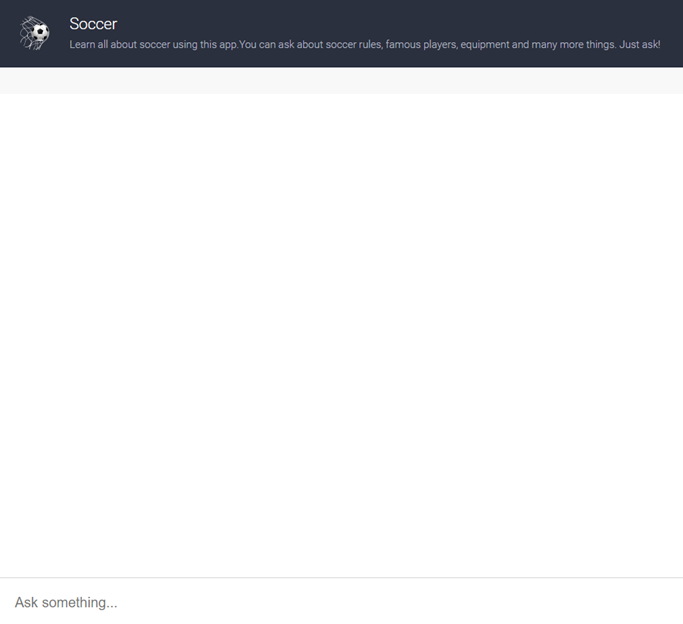 Soccer
Learn all about soccer using this app.You can ask about soccer rules, famous players, equipment and many more things. Just ask!
Ask something...